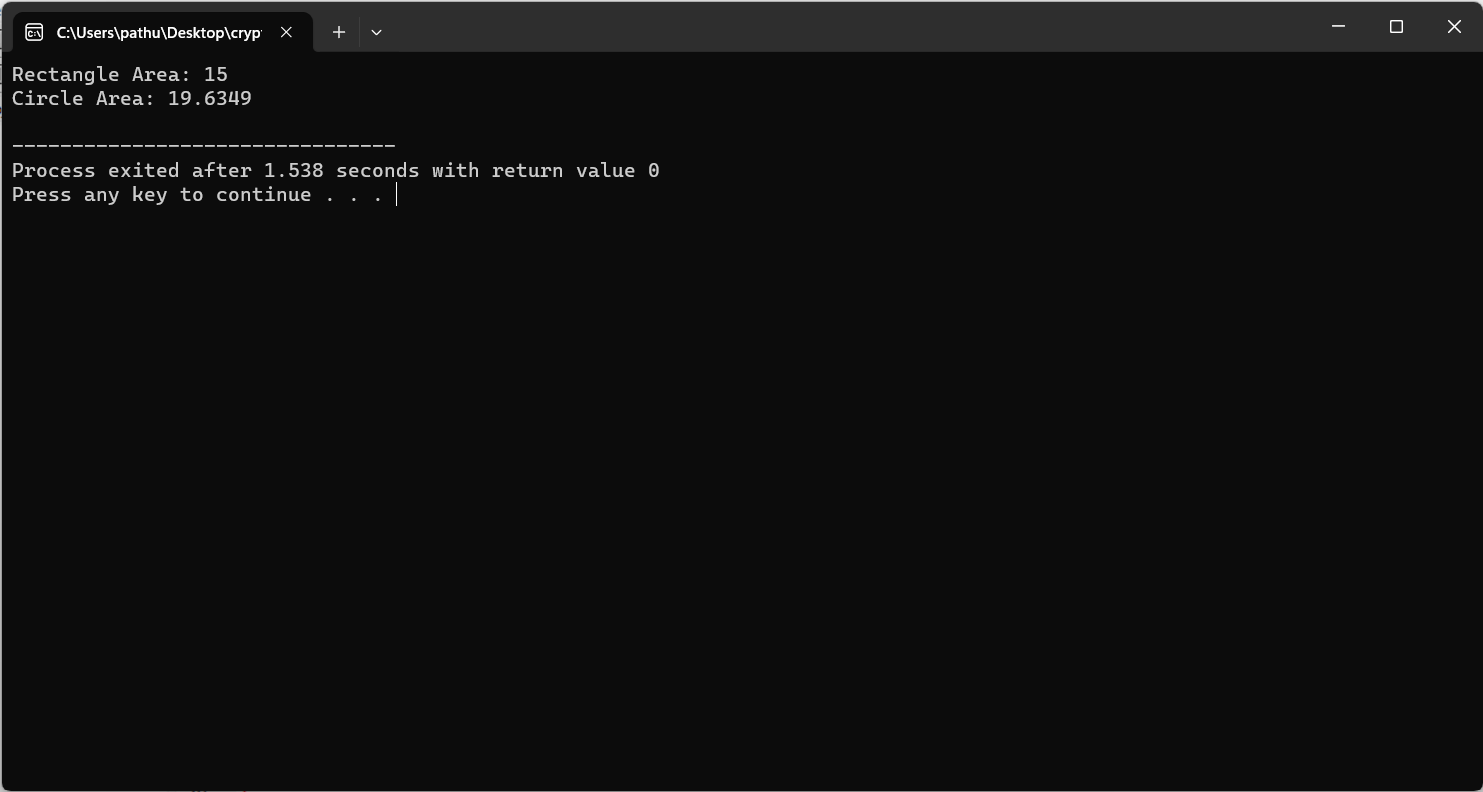 C:\Users\pathu\Desktop\cryp
Rectangle Area: 15
Circle Area: 19.6349
--------------------------------
Process exited after 1.538 seconds with return value 0
Press any key to continue . . .